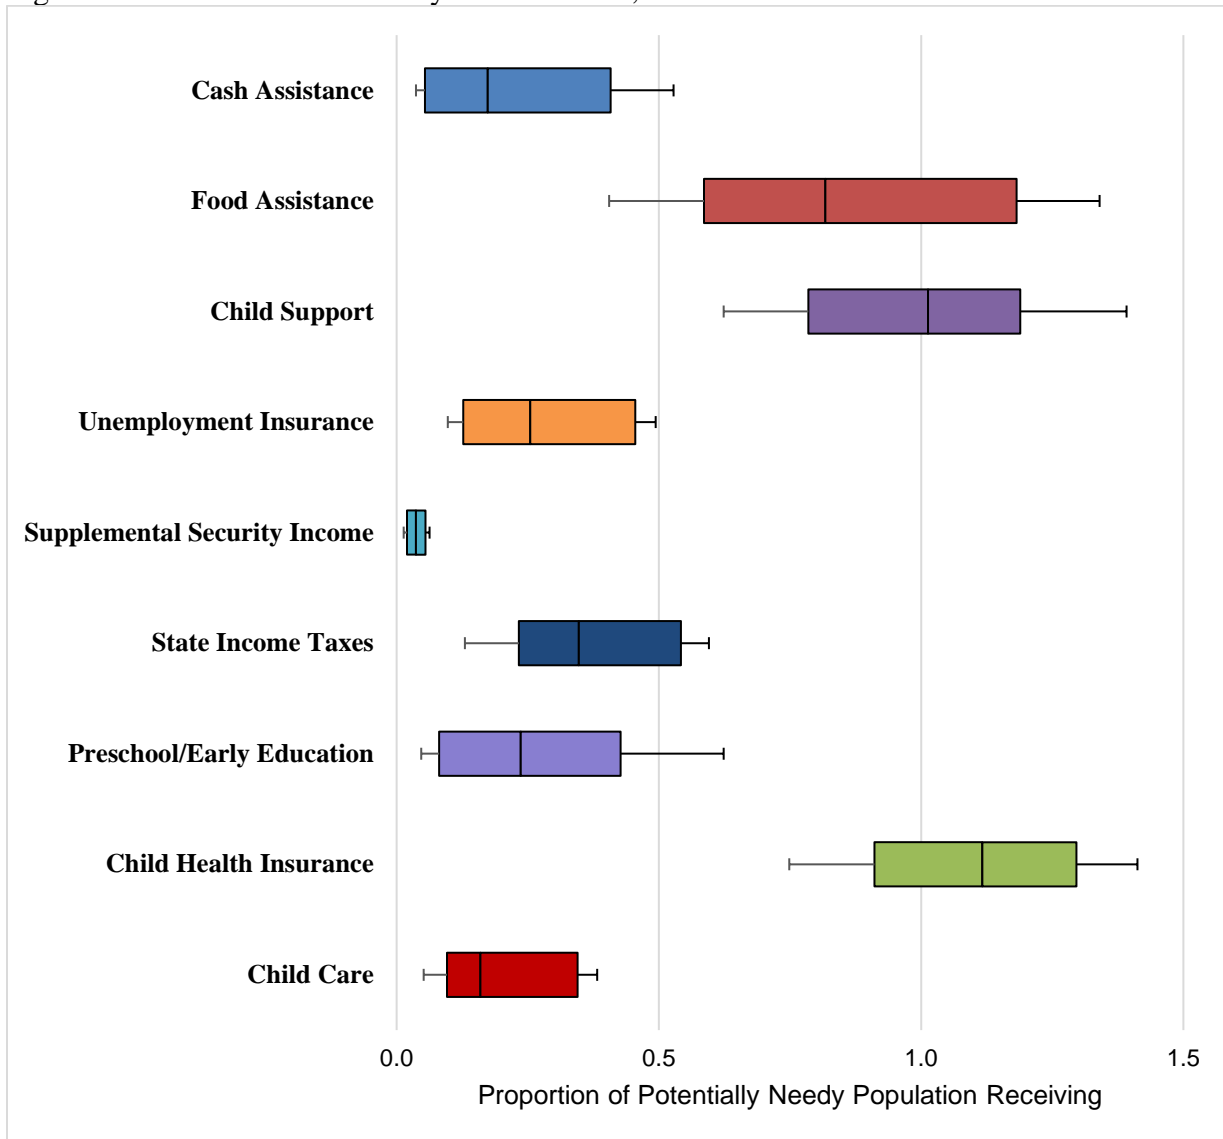 Cash Assistance
Food Assistance
Child Support
Unemployment Insurance
Supplemental Security Income
State Income Taxes
Preschool/Early Education
Child Health Insurance
Child Care
0.0 0.5 1.0 1.5
Proportion of Potentially Needy Population Receiving